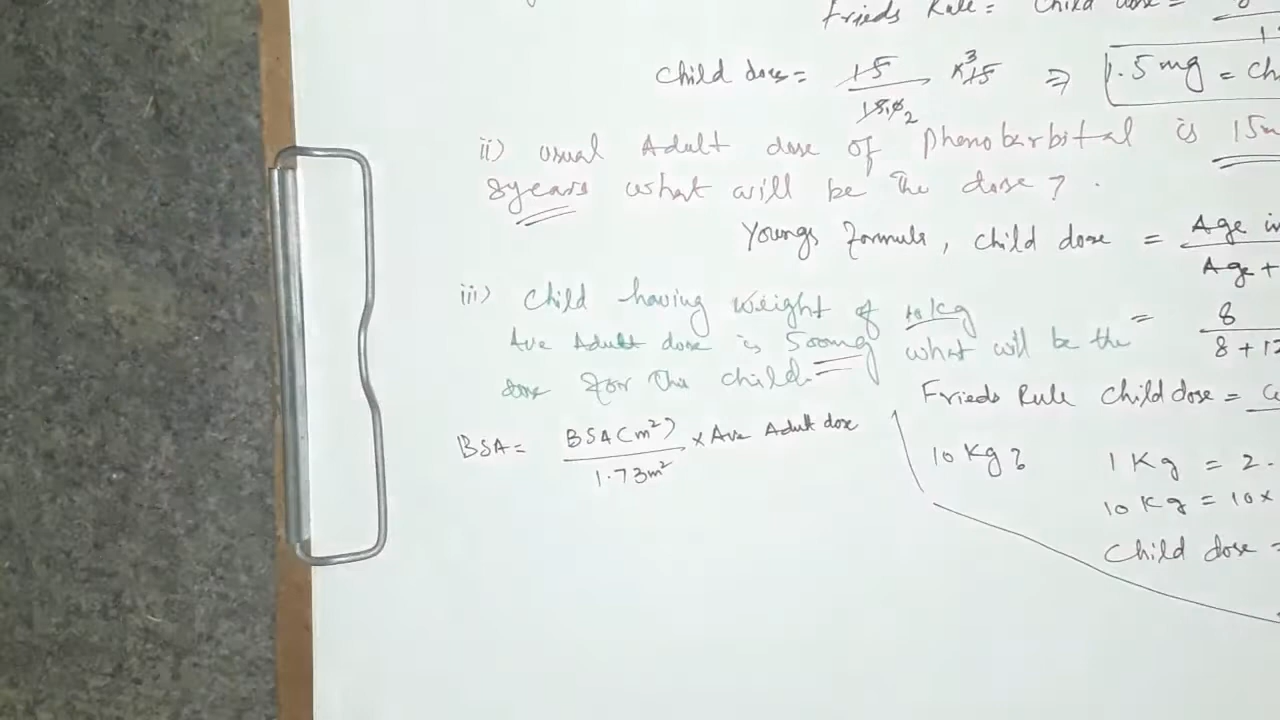 Frieds Rule = Child dose =
Child dose = 15 / 150 2 × 3 15 ⇒ 1.5 mg = Ch
ii) usual Adult dose of phenobarbital is 15m
8years what will be the dose ?
Youngs formula, child dose = Age in / Age +
iii) child having weight of 10 kg
Ave Adult dose is 500mg what will be the
dose for the child.
= 8 / 8 + 12
Frieds Rule child dose =
BSA = BSA (m²) / 1.73m² × Ave Adult dose
10 Kg ? 1 Kg = 2.
10 Kg = 10 ×
Child dose =